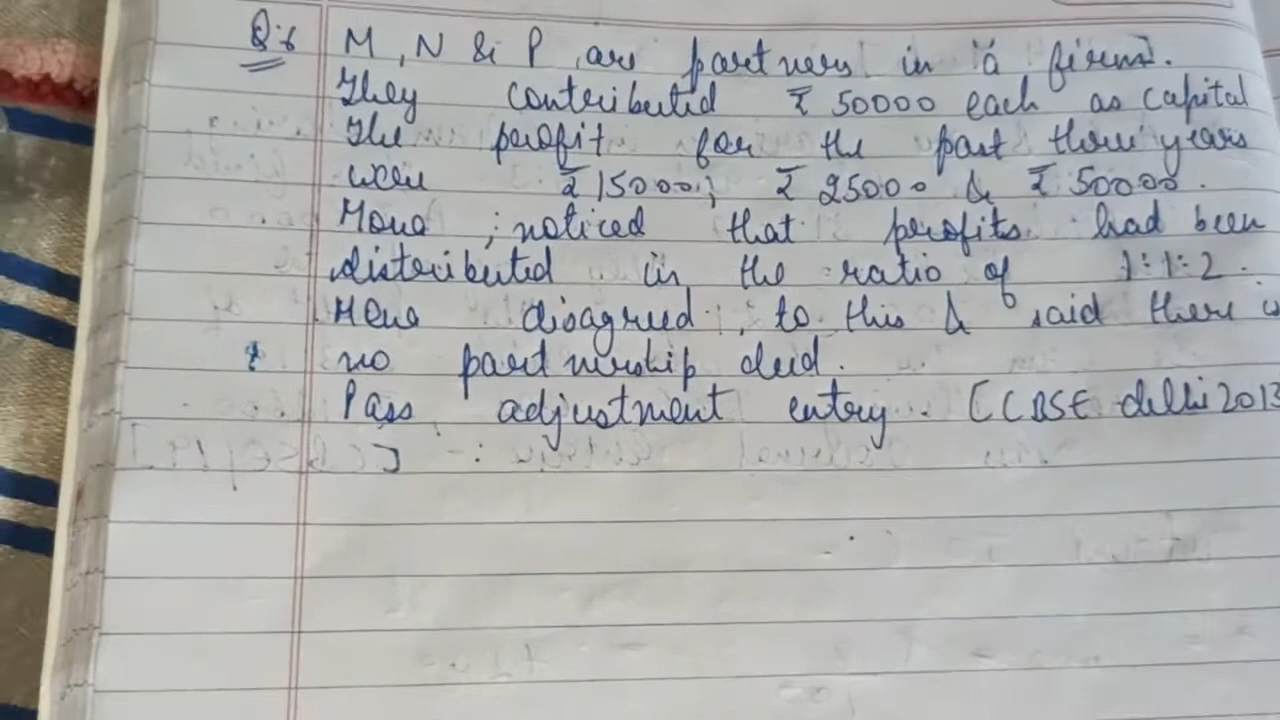 Q:6 M, N & P are partners in a firm.
They contributed ₹ 50000 each as capital
The profit for the past three years
were ₹ 15000; ₹ 25000 & ₹ 50000.
Mona ; noticed that profits had been
distributed in the ratio of 1:1:2.
Mena disagreed to this & said there is
no partnership deed.
Pass adjustment entry. [CBSE delhi 2013
]